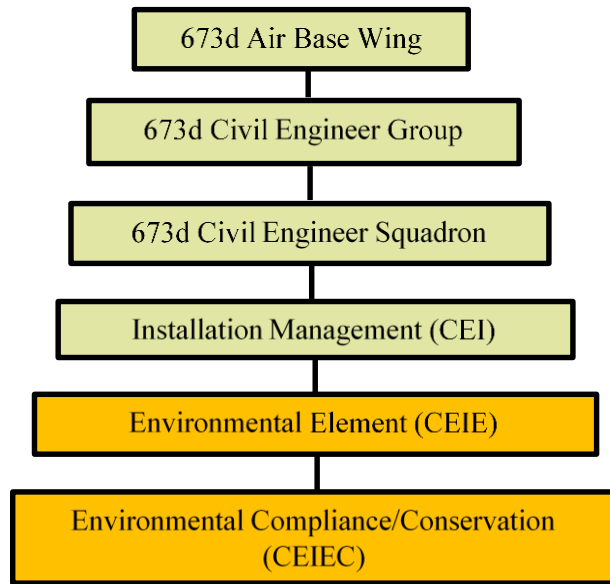 673d Air Base Wing
673d Civil Engineer Group
673d Civil Engineer Squadron
Installation Management (CEI)
Environmental Element (CEIE)
Environmental Compliance/Conservation
(CEIEC)